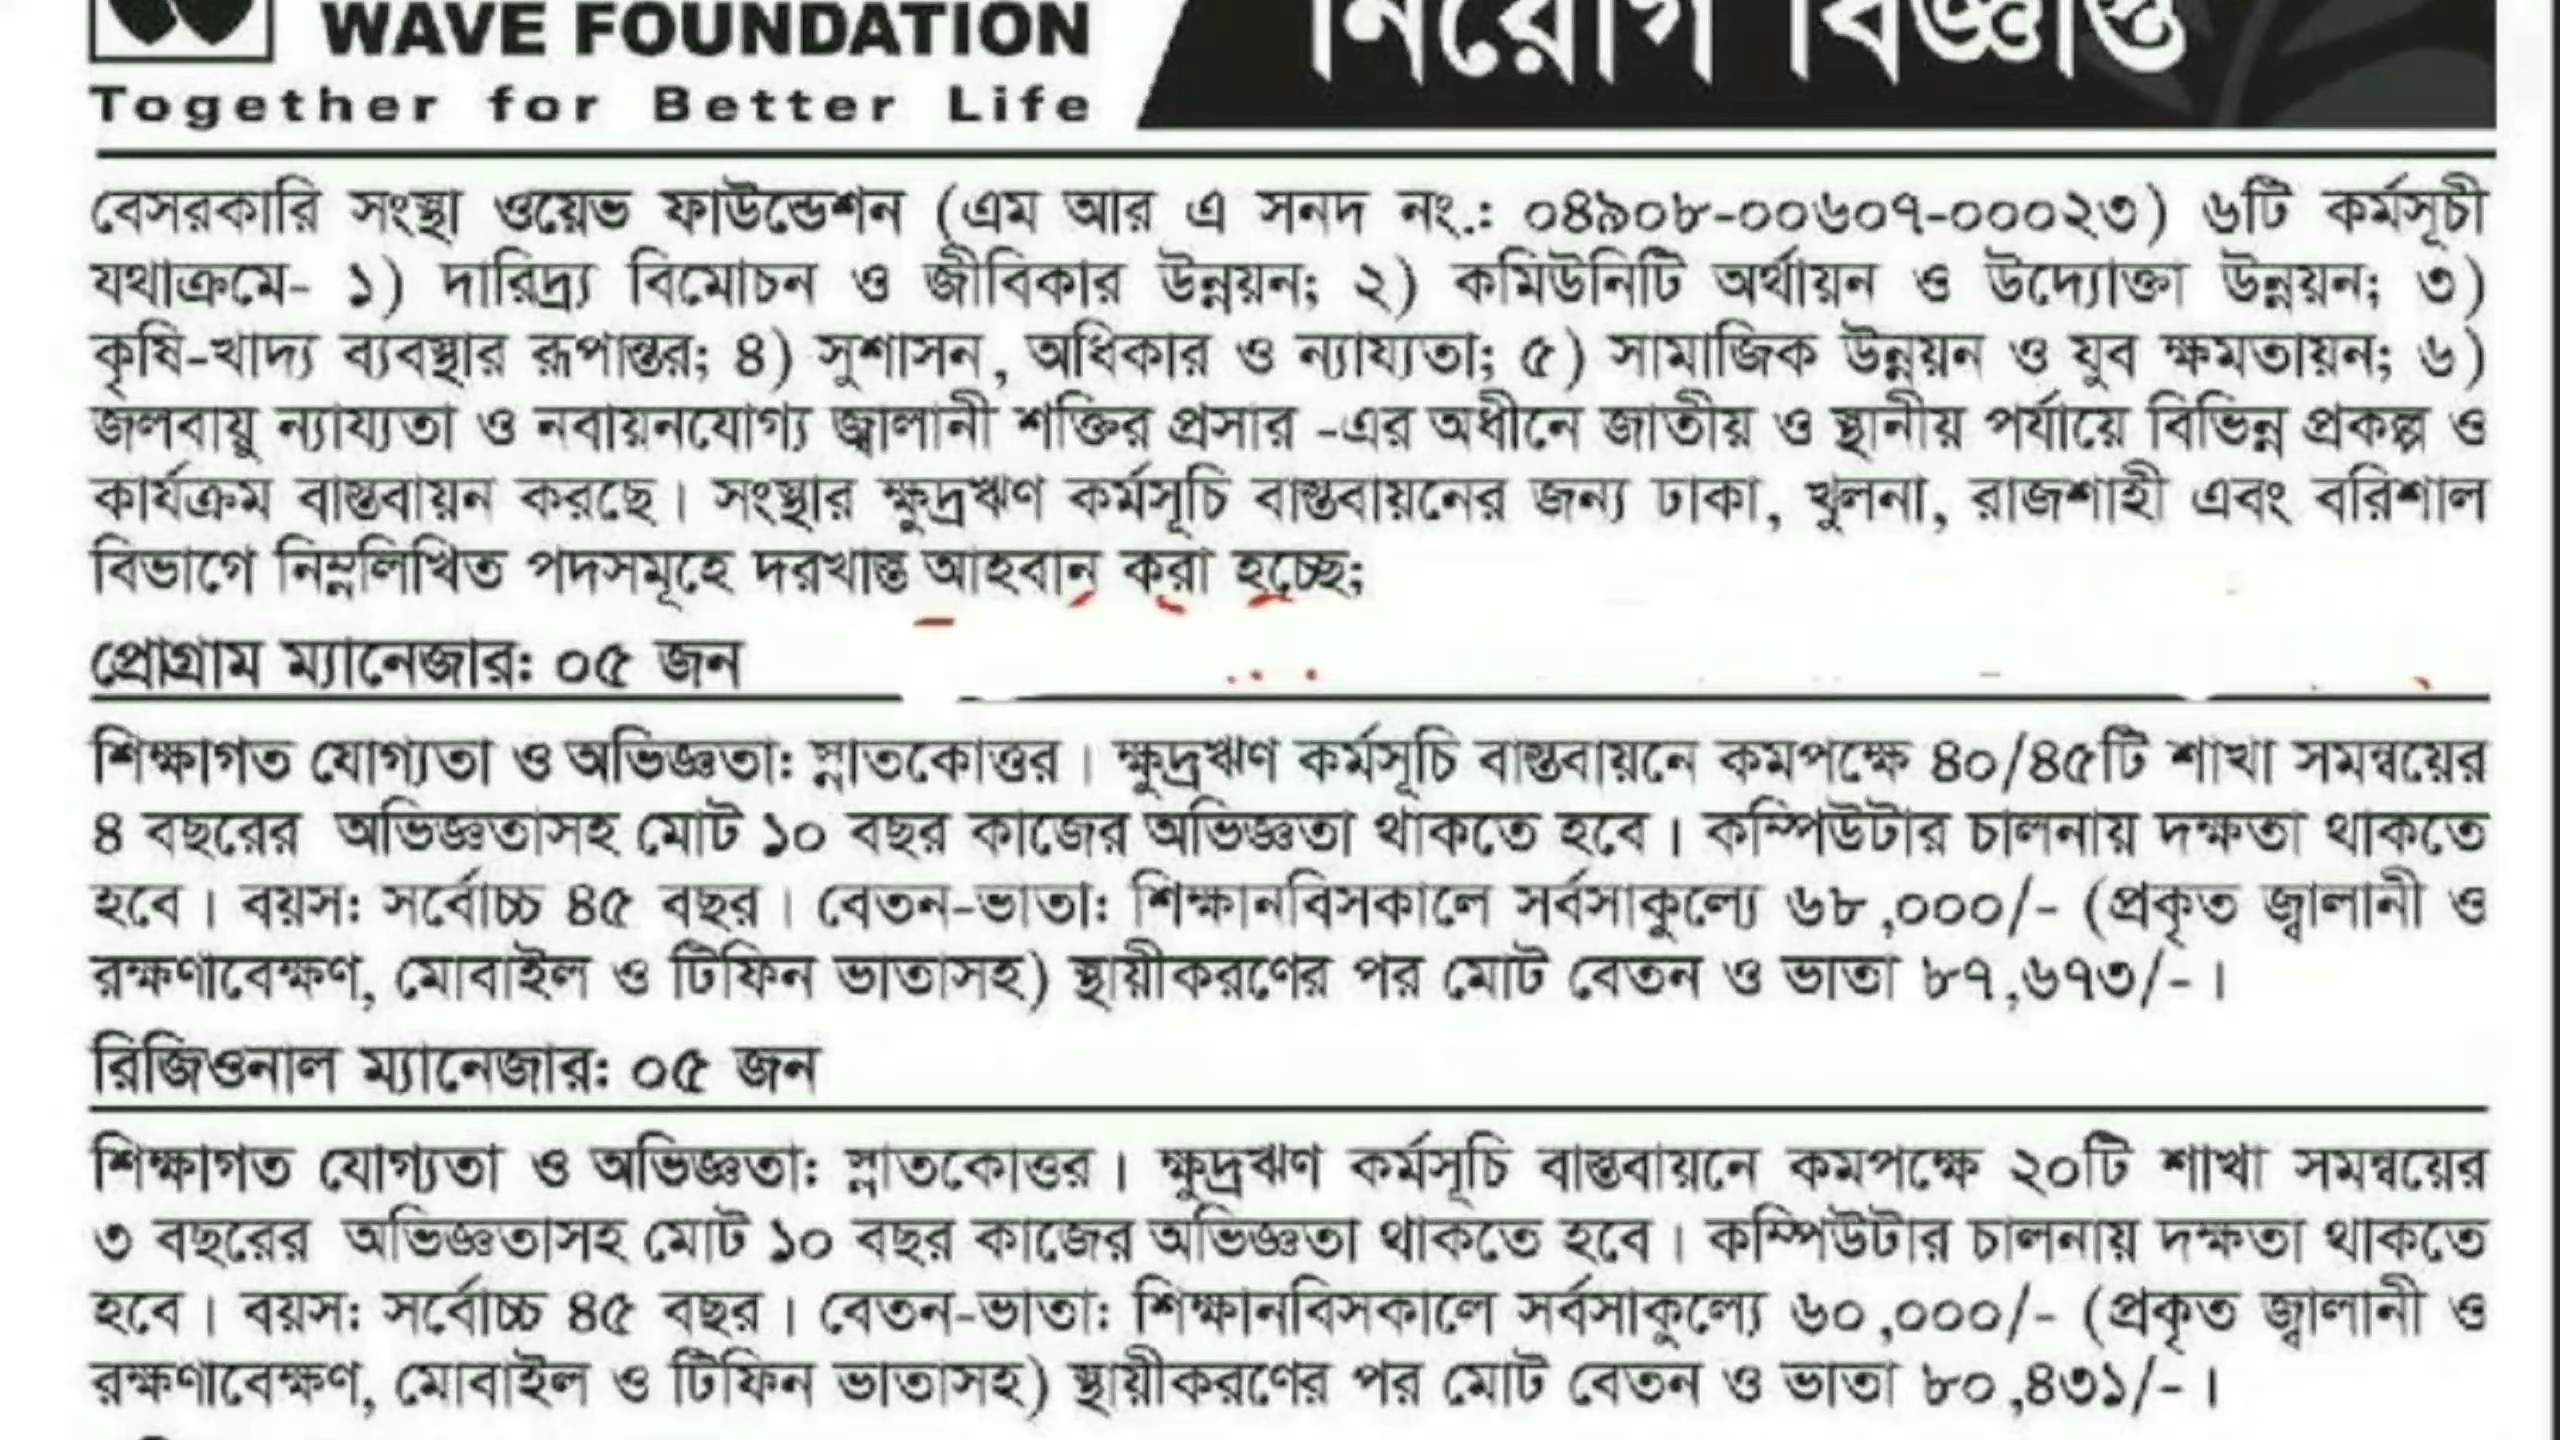 WAVE FOUNDATION
Together for Better Life
নিয়োগ বিজ্ঞপ্তি
বেসরকারি সংস্থা ওয়েভ ফাউন্ডেশন (এম আর এ সনদ নং.: ০৪৯০৮-০০৬০৭-০০০২৩) ৬টি কর্মসূচী
যথাক্রমে- ১) দারিদ্র্য বিমোচন ও জীবিকার উন্নয়ন; ২) কমিউনিটি অর্থায়ন ও উদ্যোক্তা উন্নয়ন; ৩)
কৃষি-খাদ্য ব্যবস্থার রূপান্তর; ৪) সুশাসন, অধিকার ও ন্যায্যতা; ৫) সামাজিক উন্নয়ন ও যুব ক্ষমতায়ন; ৬)
জলবায়ু ন্যায্যতা ও নবায়নযোগ্য জ্বালানী শক্তির প্রসার -এর অধীনে জাতীয় ও স্থানীয় পর্যায়ে বিভিন্ন প্রকল্প ও
কার্যক্রম বাস্তবায়ন করছে। সংস্থার ক্ষুদ্রঋণ কর্মসূচি বাস্তবায়নের জন্য ঢাকা, খুলনা, রাজশাহী এবং বরিশাল
বিভাগে নিম্নলিখিত পদসমূহে দরখাস্ত আহবান করা হচ্ছে;
প্রোগ্রাম ম্যানেজার: ০৫ জন
শিক্ষাগত যোগ্যতা ও অভিজ্ঞতা: স্নাতকোত্তর। ক্ষুদ্রঋণ কর্মসূচি বাস্তবায়নে কমপক্ষে ৪০/৪৫টি শাখা সমন্বয়ের
৪ বছরের অভিজ্ঞতাসহ মোট ১০ বছর কাজের অভিজ্ঞতা থাকতে হবে। কম্পিউটার চালনায় দক্ষতা থাকতে
হবে। বয়স: সর্বোচ্চ ৪৫ বছর। বেতন-ভাতা: শিক্ষানবিসকালে সর্বসাকুল্যে ৬৮,০০০/- (প্রকৃত জ্বালানী ও
রক্ষণাবেক্ষণ, মোবাইল ও টিফিন ভাতাসহ) স্থায়ীকরণের পর মোট বেতন ও ভাতা ৮৭,৬৭৩/-।
রিজিওনাল ম্যানেজার: ০৫ জন
শিক্ষাগত যোগ্যতা ও অভিজ্ঞতা: স্নাতকোত্তর। ক্ষুদ্রঋণ কর্মসূচি বাস্তবায়নে কমপক্ষে ২০টি শাখা সমন্বয়ের
৩ বছরের অভিজ্ঞতাসহ মোট ১০ বছর কাজের অভিজ্ঞতা থাকতে হবে। কম্পিউটার চালনায় দক্ষতা থাকতে
হবে। বয়স: সর্বোচ্চ ৪৫ বছর। বেতন-ভাতা: শিক্ষানবিসকালে সর্বসাকুল্যে ৬০,০০০/- (প্রকৃত জ্বালানী ও
রক্ষণাবেক্ষণ, মোবাইল ও টিফিন ভাতাসহ) স্থায়ীকরণের পর মোট বেতন ও ভাতা ৮০,৪৩১/-।